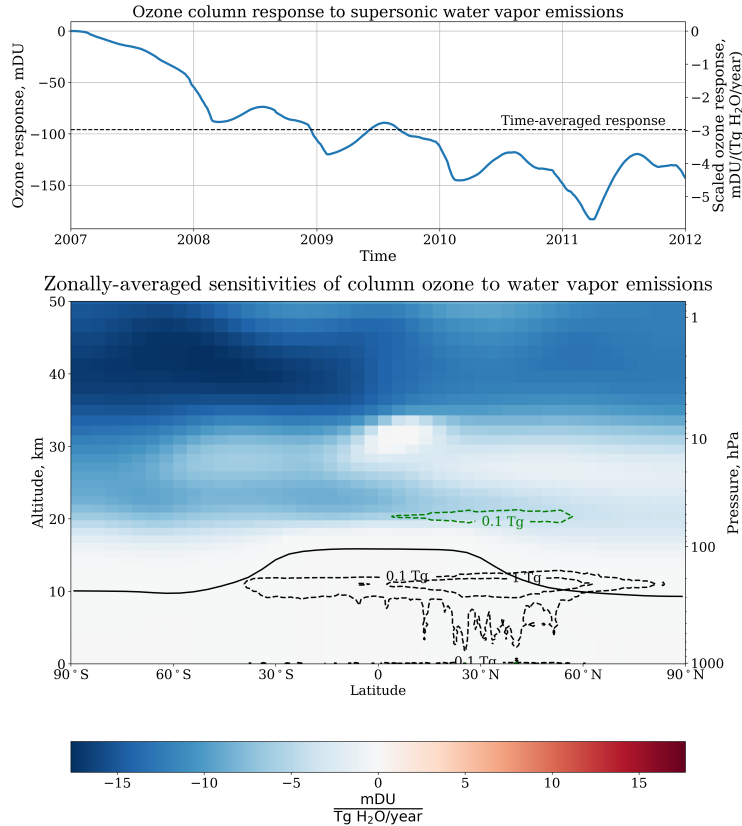 Ozone column response to supersonic water vapor emissions
Ozone response, mDU
0
−50
−100
−150
Time-averaged response
0
−1
−2
−3
−4
−5
Scaled ozone response,
mDU/(Tg H₂O/year)
2007 2008 2009 2010 2011 2012
Time
Zonally-averaged sensitivities of column ozone to water vapor emissions
Altitude, km
50
40
30
20
10
0
0.1 Tg
0.1 Tg
1 Tg
0.1 Tg
1
10
100
1000
Pressure, hPa
90°S 60°S 30°S 0 30°N 60°N 90°N
Latitude
−15 −10 −5 0 5 10 15
mDU
Tg H₂O/year